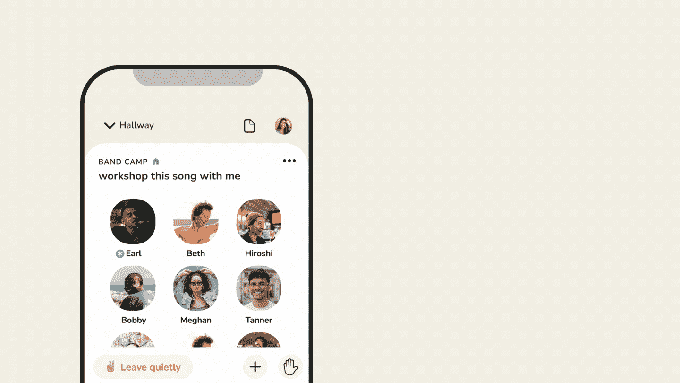 Hallway
BAND CAMP
workshop this song with me
Earl
Beth
Hiroshi
Bobby
Meghan
Tanner
Leave quietly